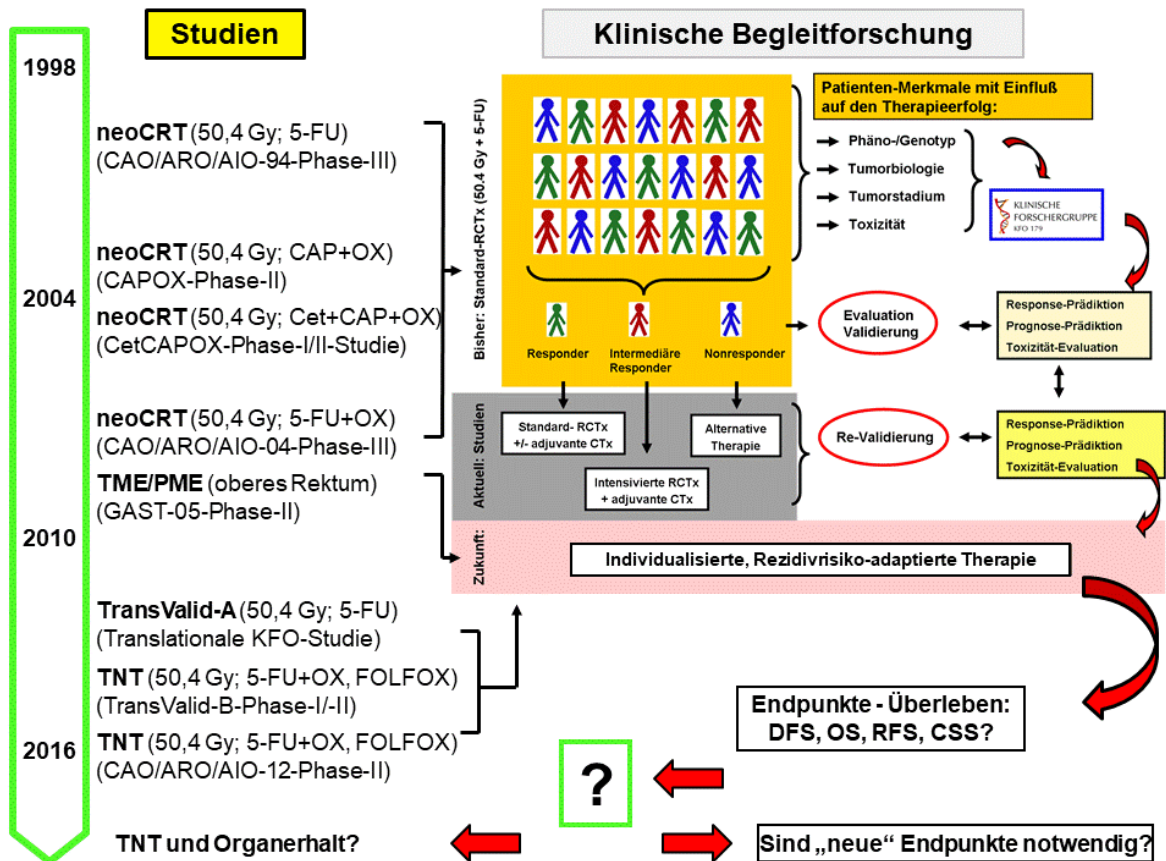 Studien
Klinische Begleitforschung
1998
neoCRT (50,4 Gy; 5-FU)
(CAO/ARO/AIO-94-Phase-III)
neoCRT (50,4 Gy; CAP+OX)
(CAPOX-Phase-II)
2004
neoCRT (50,4 Gy; Cet+CAP+OX)
(CetCAPOX-Phase-I/II-Studie)
neoCRT (50,4 Gy; 5-FU+OX)
(CAO/ARO/AIO-04-Phase-III)
TME/PME (oberes Rektum)
(GAST-05-Phase-II)
2010
TransValid-A (50,4 Gy; 5-FU)
(Translationale KFO-Studie)
TNT (50,4 Gy; 5-FU+OX, FOLFOX)
(TransValid-B-Phase-I/-II)
2016
TNT (50,4 Gy; 5-FU+OX, FOLFOX)
(CAO/ARO/AIO-12-Phase-II)
TNT und Organerhalt?
Bisher: Standard-RCTx (50.4 Gy + 5-FU)
Responder
Intermediäre
Responder
Nonresponder
Patienten-Merkmale mit Einfluß
auf den Therapieerfolg:
Phäno-/Genotyp
Tumorbiologie
Tumorstadium
Toxizität
KLINISCHE
FORSCHERGRUPPE
KFO 179
Evaluation
Validierung
Response-Prädiktion
Prognose-Prädiktion
Toxizität-Evaluation
Aktuell: Studien
Standard- RCTx
+/- adjuvante CTx
Intensivierte RCTx
+ adjuvante CTx
Alternative
Therapie
Re-Validierung
Response-Prädiktion
Prognose-Prädiktion
Toxizität-Evaluation
Zukunft:
Individualisierte, Rezidivrisiko-adaptierte Therapie
Endpunkte - Überleben:
DFS, OS, RFS, CSS?
?
Sind „neue“ Endpunkte notwendig?